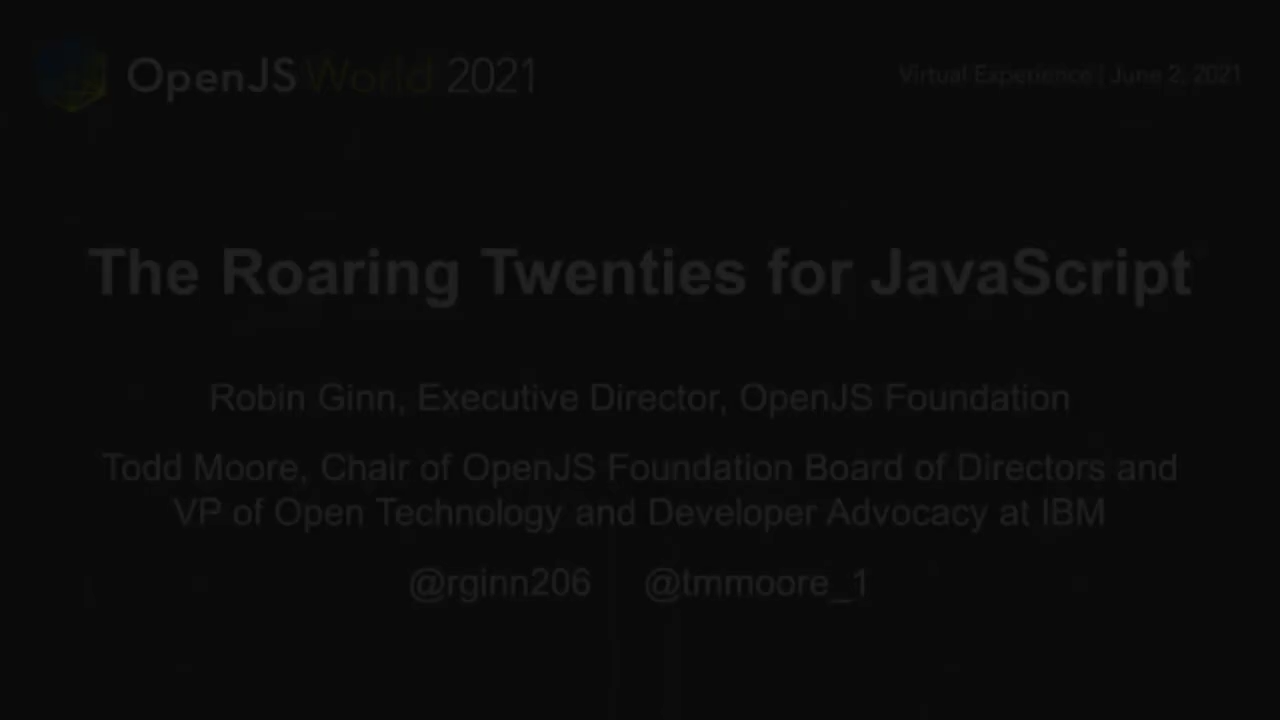 OpenJS World 2021
Virtual Experience | June 2, 2021
The Roaring Twenties for JavaScript
Robin Ginn, Executive Director, OpenJS Foundation
Todd Moore, Chair of OpenJS Foundation Board of Directors and
VP of Open Technology and Developer Advocacy at IBM
@rginn206 @tmmoore_1